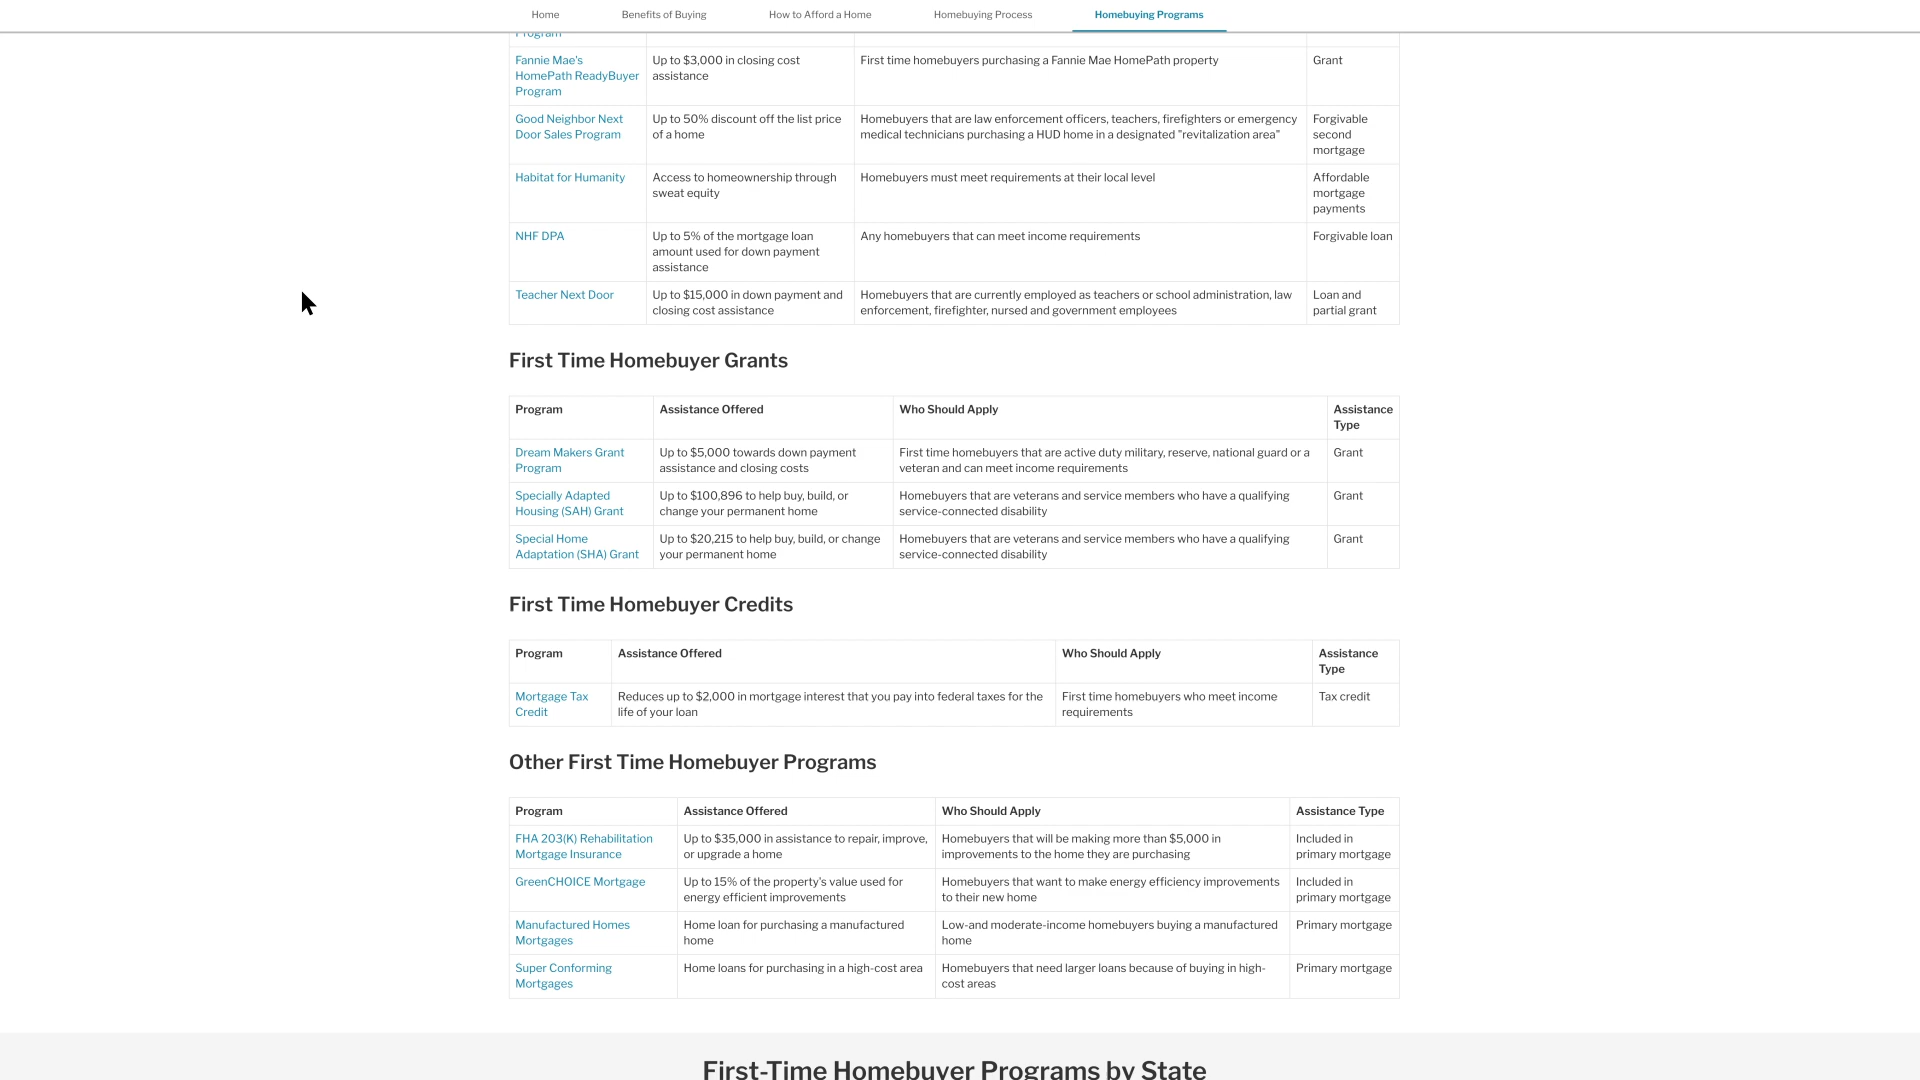 Home Benefits of Buying How to Afford a Home Homebuying Process Homebuying Programs
Program
Fannie Mae's Up to $3,000 in closing cost First time homebuyers purchasing a Fannie Mae HomePath property Grant
HomePath ReadyBuyer assistance
Program
Good Neighbor Next Up to 50% discount off the list price Homebuyers that are law enforcement officers, teachers, firefighters or emergency Forgivable
Door Sales Program of a home medical technicians purchasing a HUD home in a designated "revitalization area" second
mortgage
Habitat for Humanity Access to homeownership through Homebuyers must meet requirements at their local level Affordable
sweat equity mortgage
payments
NHF DPA Up to 5% of the mortgage loan Any homebuyers that can meet income requirements Forgivable loan
amount used for down payment
assistance
Teacher Next Door Up to $15,000 in down payment and Homebuyers that are currently employed as teachers or school administration, law Loan and
closing cost assistance enforcement, firefighter, nursed and government employees partial grant
First Time Homebuyer Grants
Program Assistance Offered Who Should Apply Assistance
Type
Dream Makers Grant Up to $5,000 towards down payment First time homebuyers that are active duty military, reserve, national guard or a Grant
Program assistance and closing costs veteran and can meet income requirements
Specially Adapted Up to $100,896 to help buy, build, or Homebuyers that are veterans and service members who have a qualifying Grant
Housing (SAH) Grant change your permanent home service-connected disability
Special Home Up to $20,215 to help buy, build, or change Homebuyers that are veterans and service members who have a qualifying Grant
Adaptation (SHA) Grant your permanent home service-connected disability
First Time Homebuyer Credits
Program Assistance Offered Who Should Apply Assistance
Type
Mortgage Tax Reduces up to $2,000 in mortgage interest that you pay into federal taxes for the First time homebuyers who meet income Tax credit
Credit life of your loan requirements
Other First Time Homebuyer Programs
Program Assistance Offered Who Should Apply Assistance Type
FHA 203(K) Rehabilitation Up to $35,000 in assistance to repair, improve, Homebuyers that will be making more than $5,000 in Included in
Mortgage Insurance or upgrade a home improvements to the home they are purchasing primary mortgage
GreenCHOICE Mortgage Up to 15% of the property's value used for Homebuyers that want to make energy efficiency improvements Included in
energy efficient improvements to their new home primary mortgage
Manufactured Homes Home loan for purchasing a manufactured Low-and moderate-income homebuyers buying a manufactured Primary mortgage
Mortgages home home
Super Conforming Home loans for purchasing in a high-cost area Homebuyers that need larger loans because of buying in high- Primary mortgage
Mortgages cost areas
First-Time Homebuyer Programs by State